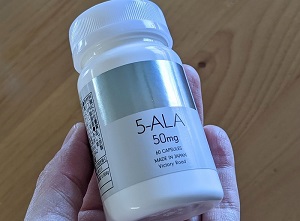 5-ALA
50mg
60 CAPSULES
MADE IN JAPAN
Victory Road